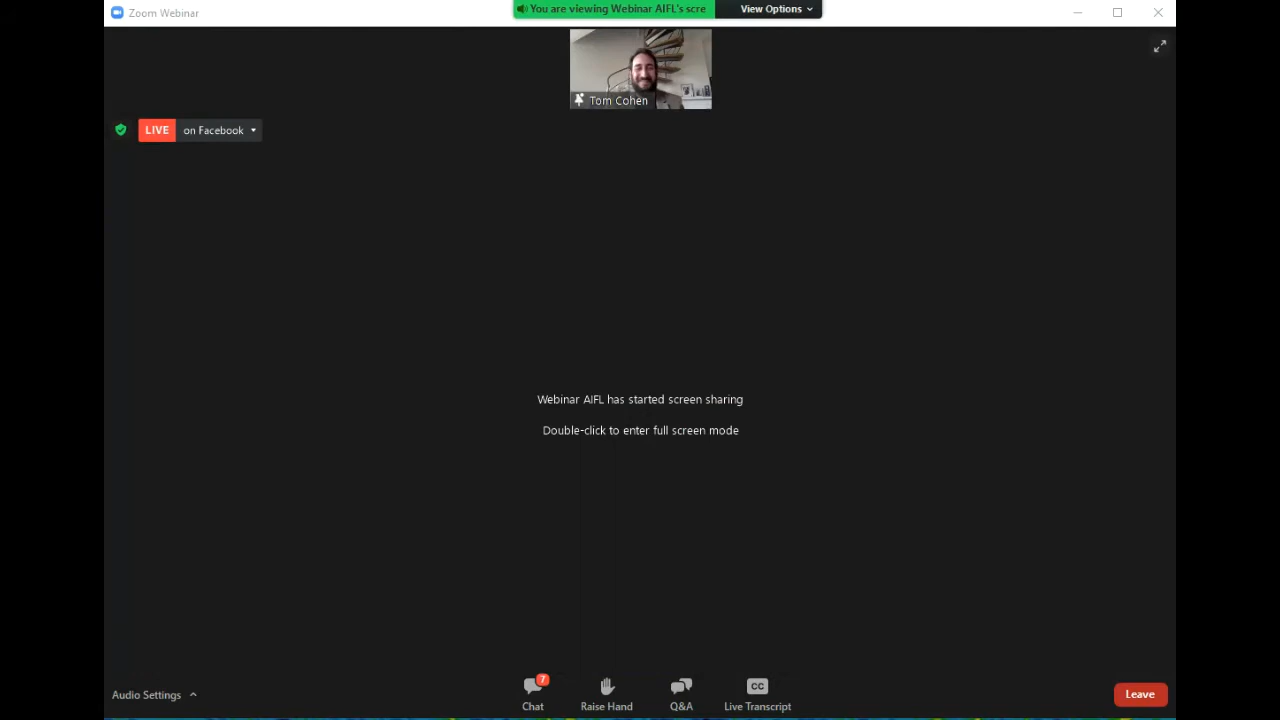 Zoom Webinar
You are viewing Webinar AIFL's scre
View Options
Tom Cohen
LIVE on Facebook
Webinar AIFL has started screen sharing
Double-click to enter full screen mode
Audio Settings
7
Chat
Raise Hand
Q&A
CC
Live Transcript
Leave